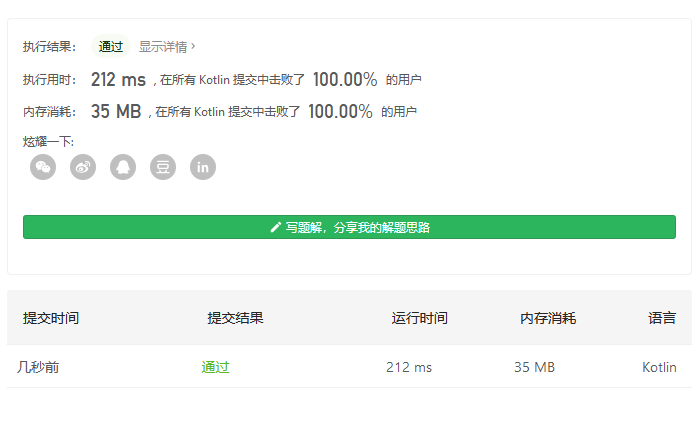 执行结果： 通过 显示详情 ›
执行用时： 212 ms , 在所有 Kotlin 提交中击败了 100.00% 的用户
内存消耗： 35 MB , 在所有 Kotlin 提交中击败了 100.00% 的用户
炫耀一下:
豆 in
写题解，分享我的解题思路
提交时间 提交结果 运行时间 内存消耗 语言
几秒前 通过 212 ms 35 MB Kotlin